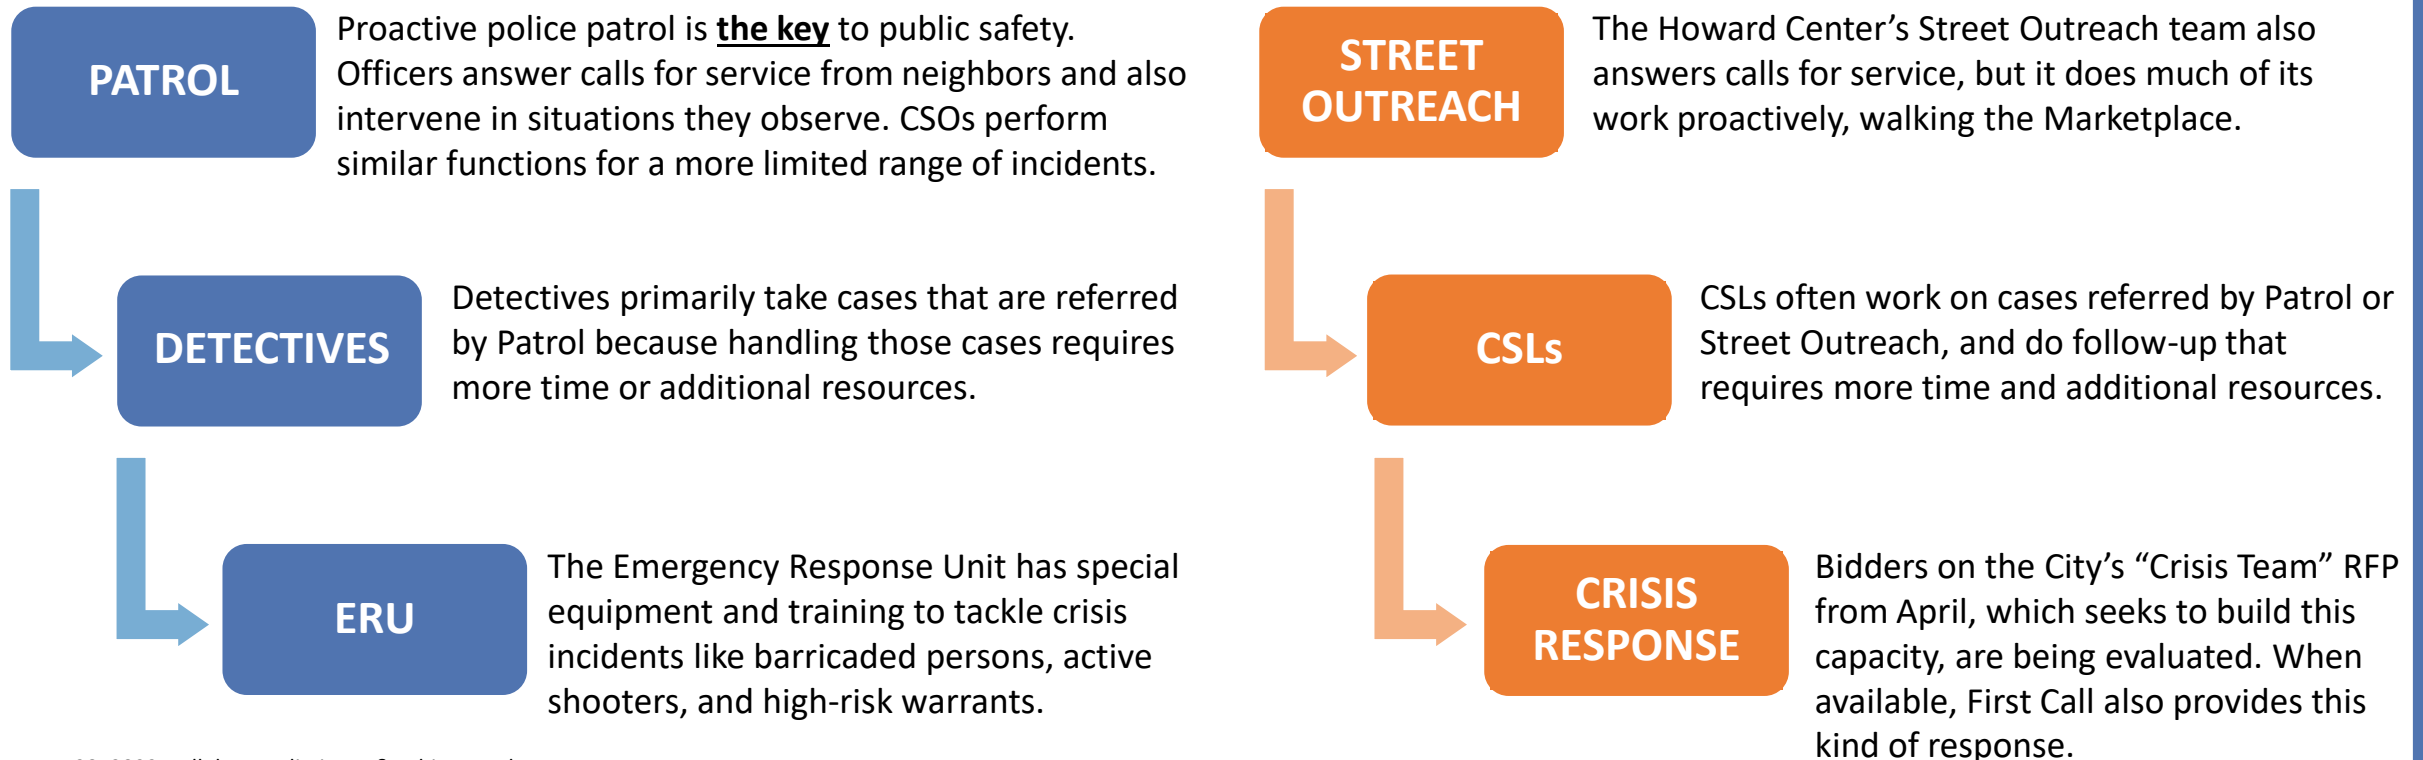 PATROL
Proactive police patrol is the key to public safety.
Officers answer calls for service from neighbors and also
intervene in situations they observe. CSOs perform
similar functions for a more limited range of incidents.
DETECTIVES
Detectives primarily take cases that are referred
by Patrol because handling those cases requires
more time or additional resources.
ERU
The Emergency Response Unit has special
equipment and training to tackle crisis
incidents like barricaded persons, active
shooters, and high-risk warrants.
STREET
OUTREACH
The Howard Center’s Street Outreach team also
answers calls for service, but it does much of its
work proactively, walking the Marketplace.
CSLs
CSLs often work on cases referred by Patrol or
Street Outreach, and do follow-up that
requires more time and additional resources.
CRISIS
RESPONSE
Bidders on the City’s “Crisis Team” RFP
from April, which seeks to build this
capacity, are being evaluated. When
available, First Call also provides this
kind of response.